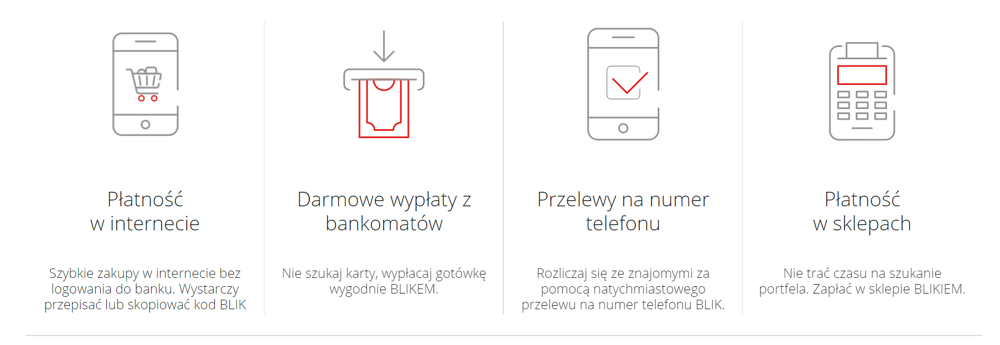 Płatność
w internecie
Szybkie zakupy w internecie bez
logowania do banku. Wystarczy
przepisać lub skopiować kod BLIK
Darmowe wypłaty z
bankomatów
Nie szukaj karty, wypłacaj gotówkę
wygodnie BLIKEM.
Przelewy na numer
telefonu
Rozliczaj się ze znajomymi za
pomocą natychmiastowego
przelewu na numer telefonu BLIK.
Płatność
w sklepach
Nie trać czasu na szukanie
portfela. Zapłać w sklepie BLIKIEM.